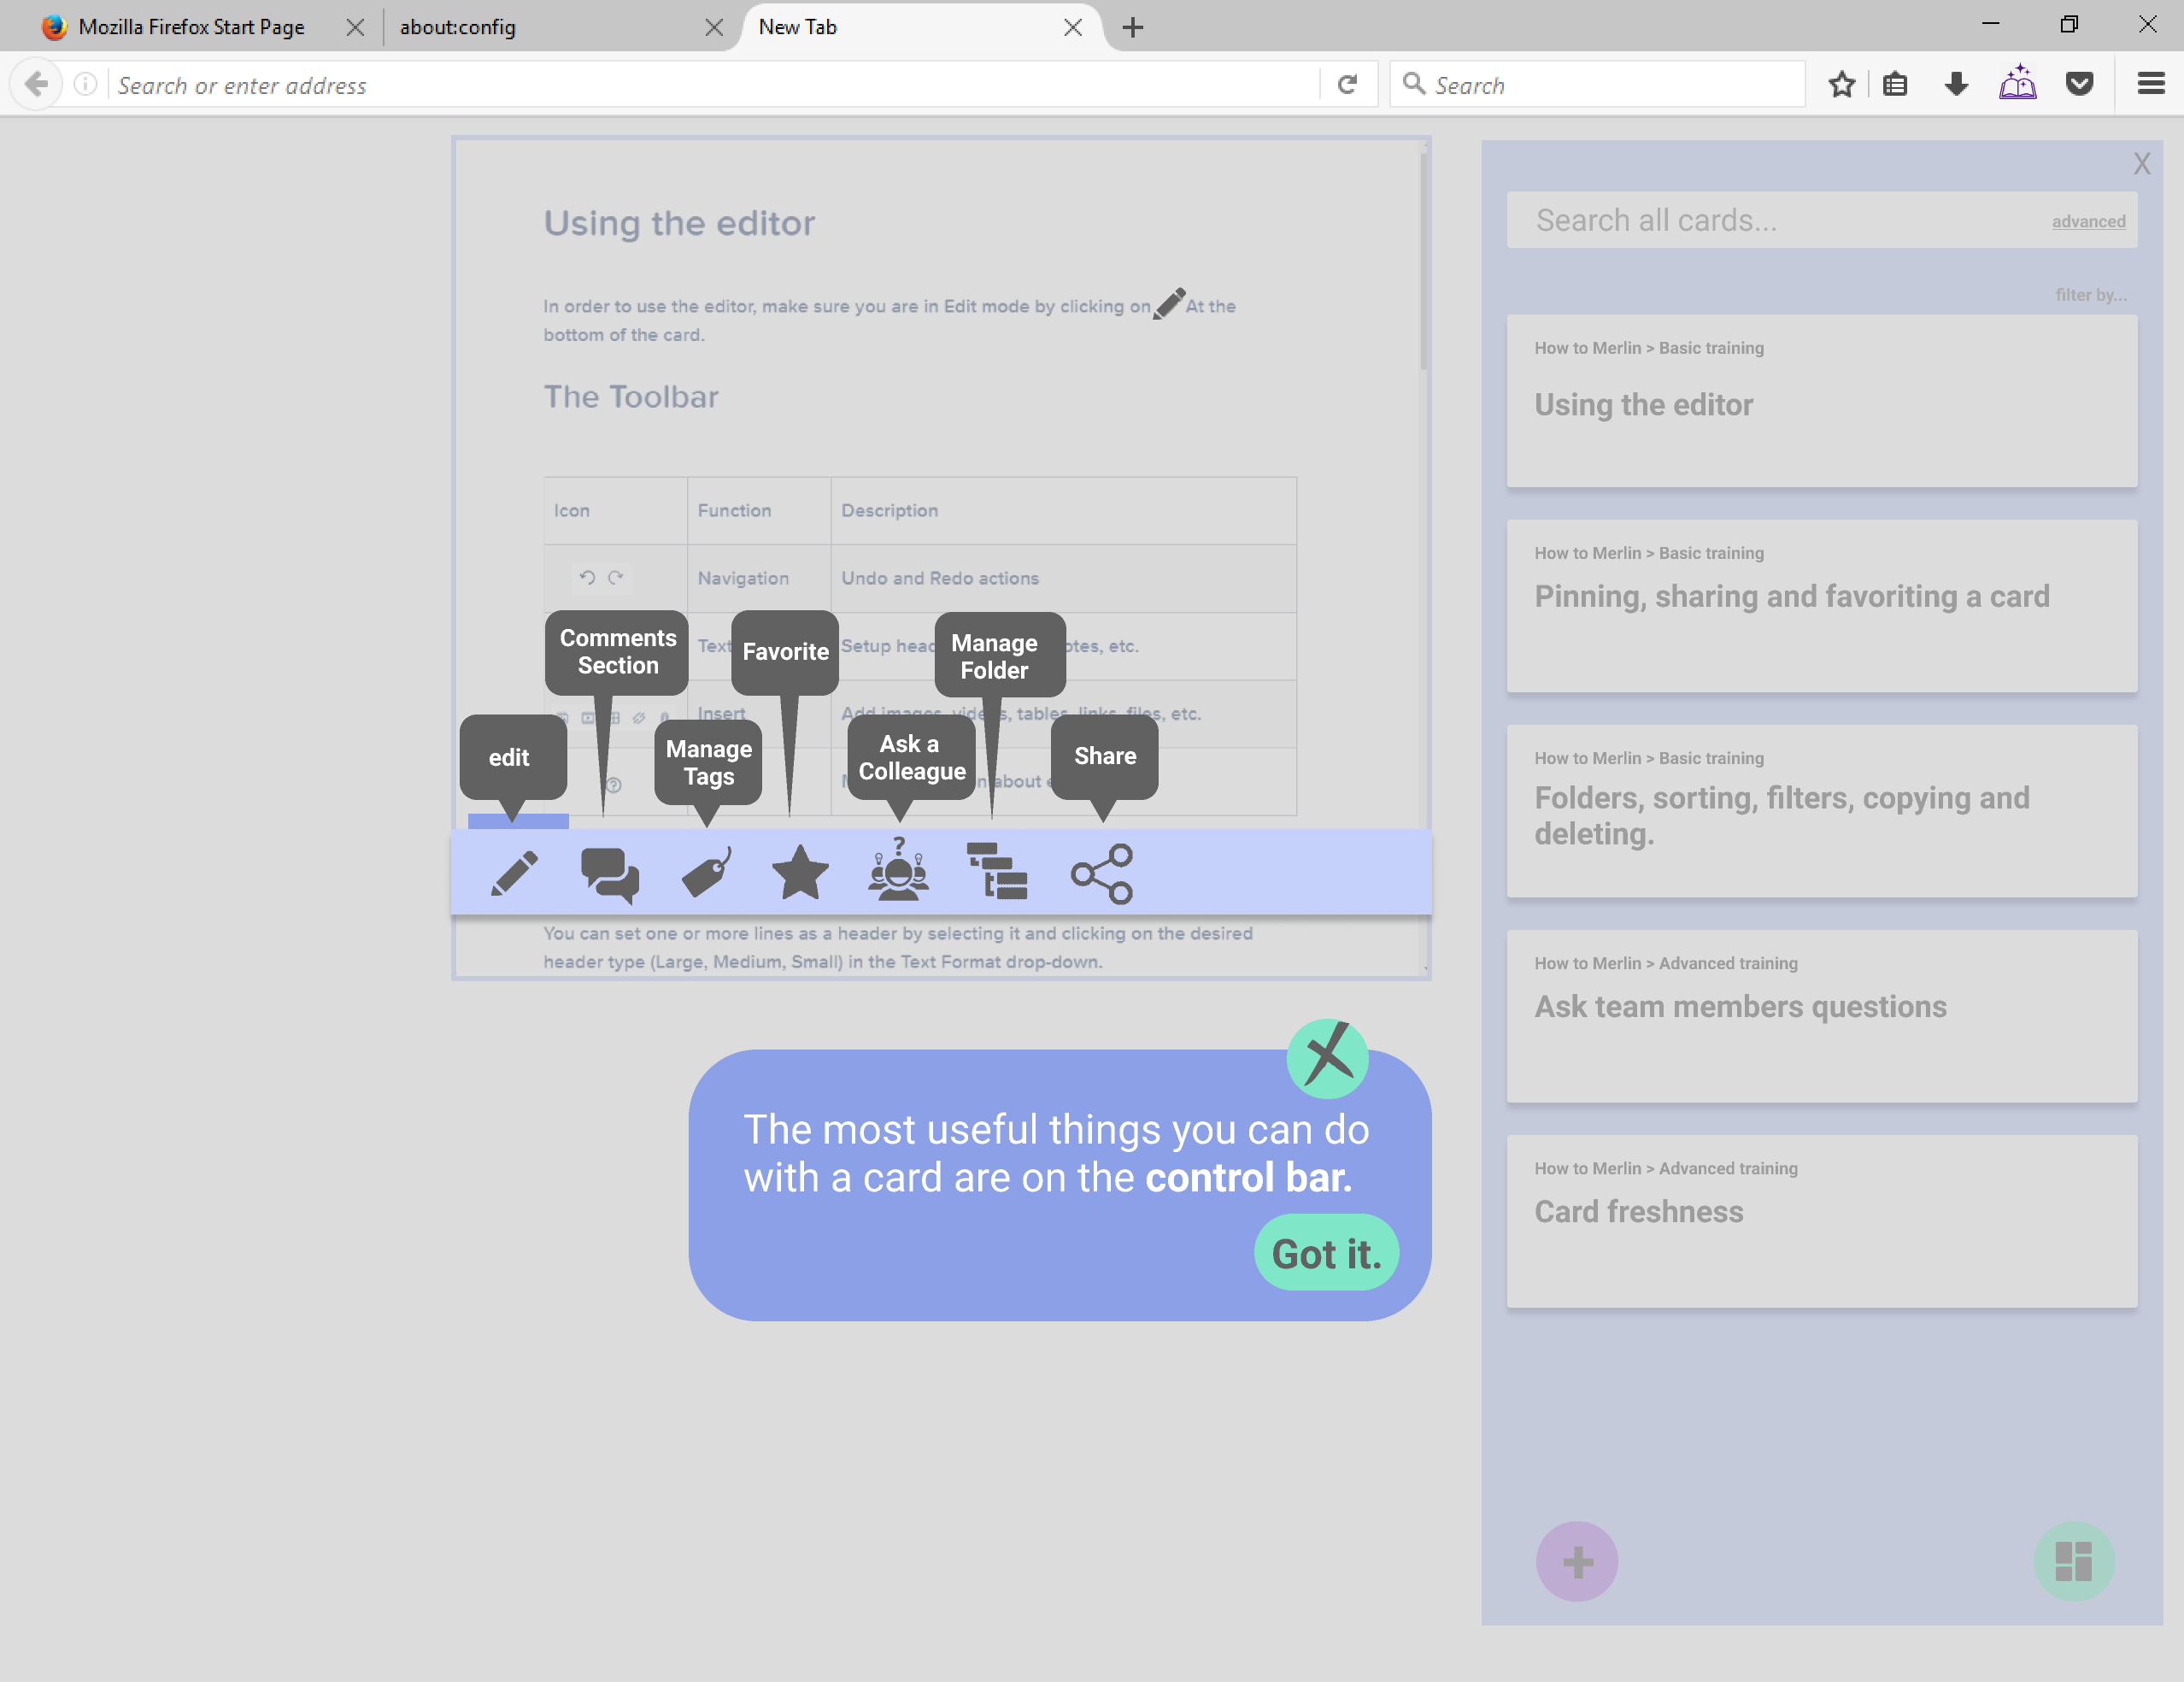 Mozilla Firefox Start Page
about:config
New Tab
Search or enter address
Search
Using the editor
In order to use the editor, make sure you are in Edit mode by clicking on At the
bottom of the card.
The Toolbar
Icon Function Description
Navigation Undo and Redo actions
Text Setup etc.
Insert Add images, tables, links, files, etc.
about
Comments
Section
Favorite
Manage
Folder
edit
Manage
Tags
Ask a
Colleague
Share
?
You can set one or more lines as a header by selecting it and clicking on the desired
header type (Large, Medium, Small) in the Text Format drop-down.
The most useful things you can do
with a card are on the control bar.
Got it.
X
Search all cards...
advanced
filter by...
How to Merlin > Basic training
Using the editor
How to Merlin > Basic training
Pinning, sharing and favoriting a card
How to Merlin > Basic training
Folders, sorting, filters, copying and
deleting.
How to Merlin > Advanced training
Ask team members questions
How to Merlin > Advanced training
Card freshness